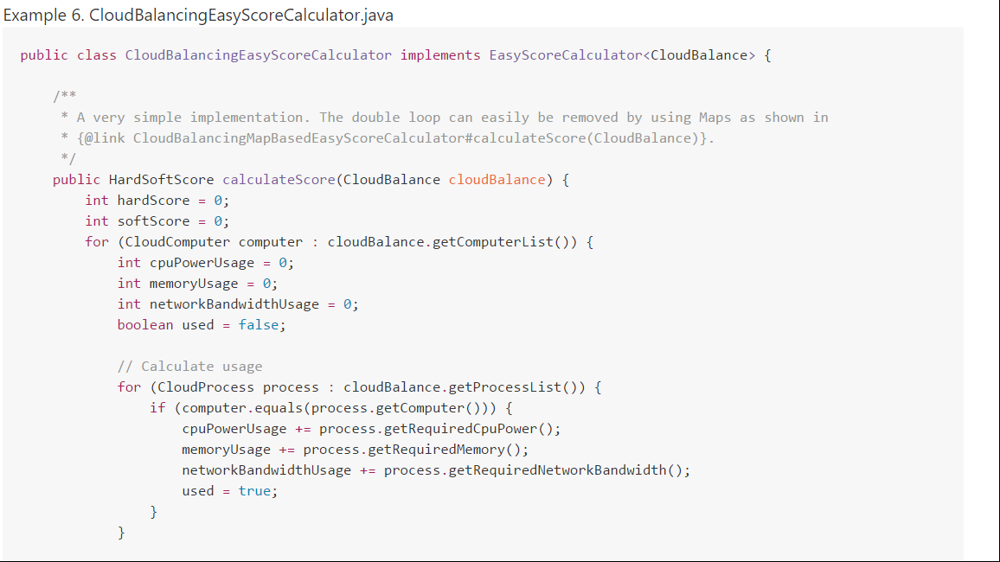 Example 6. CloudBalancingEasyScoreCalculator.java
public class CloudBalancingEasyScoreCalculator implements EasyScoreCalculator<CloudBalance> {
/**
* A very simple implementation. The double loop can easily be removed by using Maps as shown in
* {@link CloudBalancingMapBasedEasyScoreCalculator#calculateScore(CloudBalance)}.
*/
public HardSoftScore calculateScore(CloudBalance cloudBalance) {
int hardScore = 0;
int softScore = 0;
for (CloudComputer computer : cloudBalance.getComputerList()) {
int cpuPowerUsage = 0;
int memoryUsage = 0;
int networkBandwidthUsage = 0;
boolean used = false;
// Calculate usage
for (CloudProcess process : cloudBalance.getProcessList()) {
if (computer.equals(process.getComputer())) {
cpuPowerUsage += process.getRequiredCpuPower();
memoryUsage += process.getRequiredMemory();
networkBandwidthUsage += process.getRequiredNetworkBandwidth();
used = true;
}
}